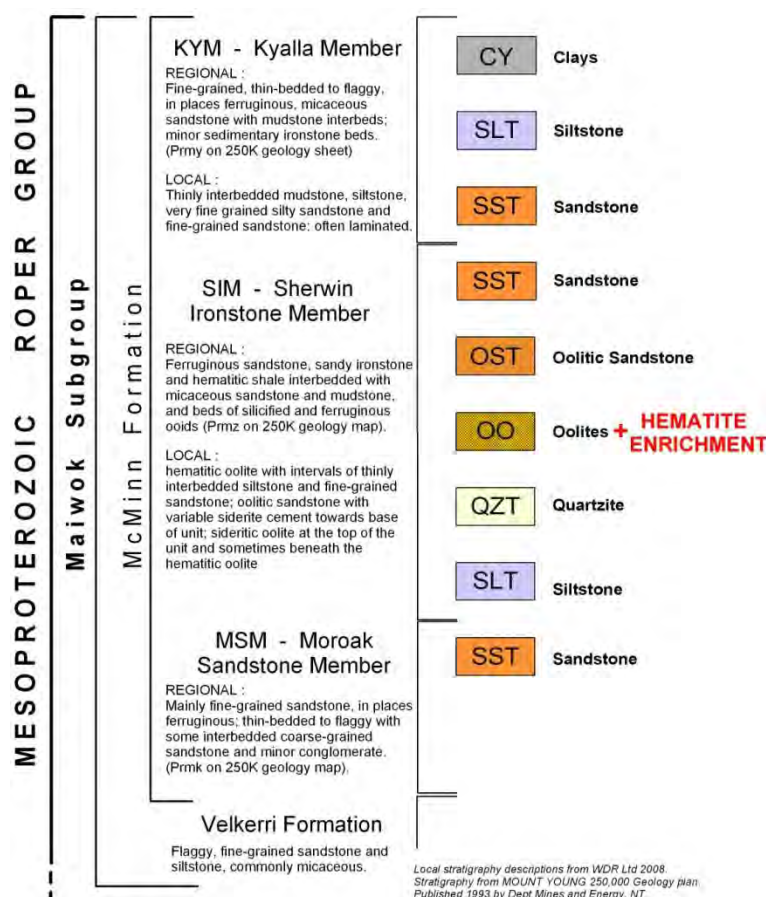 MESOPROTEROZOIC ROPER GROUP
Maiwok Subgroup
McMinn Formation
KYM - Kyalla Member
REGIONAL :
Fine-grained, thin-bedded to flaggy,
in places ferruginous, micaceous
sandstone with mudstone interbeds;
minor sedimentary ironstone beds.
(Prmy on 250K geology sheet)
LOCAL :
Thinly interbedded mudstone, siltstone,
very fine grained silty sandstone and
fine-grained sandstone: often laminated.
CY Clays
SLT Siltstone
SST Sandstone
SIM - Sherwin
Ironstone Member
REGIONAL :
Ferruginous sandstone, sandy ironstone
and hematitic shale interbedded with
micaceous sandstone and mudstone,
and beds of silicified and ferruginous
ooids (Prmz on 250K geology map).
LOCAL :
hematitic oolite with intervals of thinly
interbedded siltstone and fine-grained
sandstone; oolitic sandstone with
variable siderite cement towards base
of unit; sideritic oolite at the top of the
unit and sometimes beneath the
hematitic oolite
SST Sandstone
OST Oolitic Sandstone
OO Oolites + HEMATITE
ENRICHMENT
QZT Quartzite
SLT Siltstone
MSM - Moroak
Sandstone Member
REGIONAL :
Mainly fine-grained sandstone, in places
ferruginous; thin-bedded to flaggy with
some interbedded coarse-grained
sandstone and minor conglomerate.
(Prmk on 250K geology map).
SST Sandstone
Velkerri Formation
Flaggy, fine-grained sandstone and
siltstone, commonly micaceous.
Local stratigraphy descriptions from WDR Ltd 2008.
Stratigraphy from MOUNT YOUNG 250,000 Geology plan
Published 1993 by Dept Mines and Energy, NT.